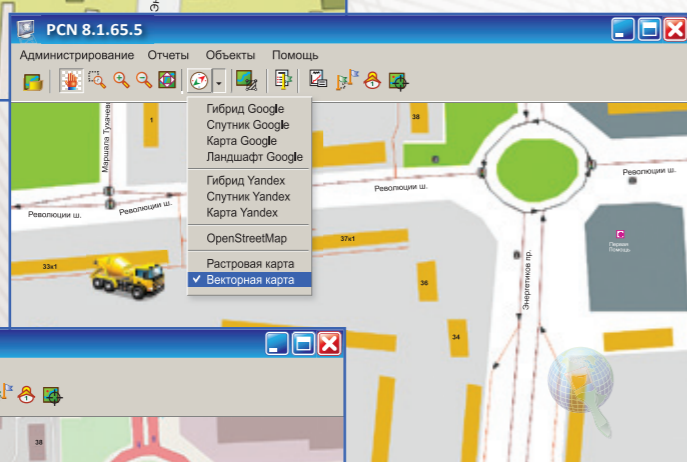 Эн
PCN 8.1.65.5
Администрирование Отчеты Объекты Помощь
Гибрид Google
Спутник Google
Карта Google
Ландшафт Google
Гибрид Yandex
Спутник Yandex
Карта Yandex
OpenStreetMap
Растровая карта
Векторная карта
Маршала Тухачевс
1
38
Революции ш.
Революции ш.
Революции ш.
Революции ш.
37к1
33к1
36
34
Энергетиков пр.
Первая
Помощь
38